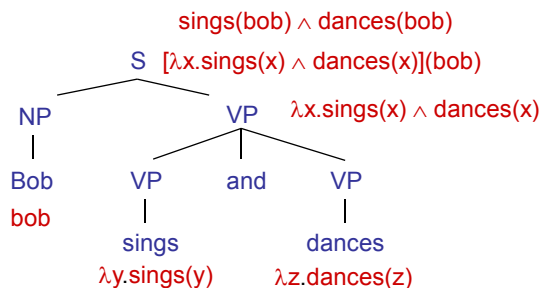 sings(bob) ∧ dances(bob)
S [λx.sings(x) ∧ dances(x)](bob)
NP VP λx.sings(x) ∧ dances(x)
Bob VP and VP
bob
sings dances
λy.sings(y) λz.dances(z)